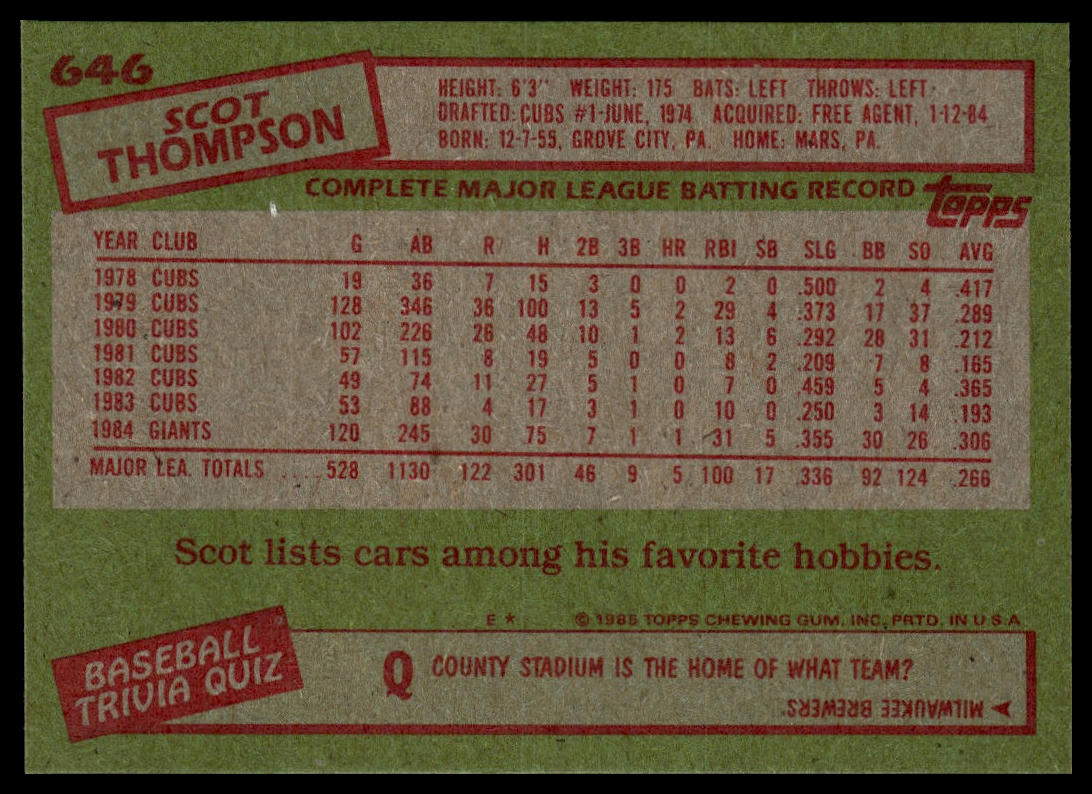 646
SCOT
THOMPSON
HEIGHT: 6'3" WEIGHT: 175 BATS: LEFT THROWS: LEFT
DRAFTED: CUBS #1-JUNE, 1974 ACQUIRED: FREE AGENT, 1-12-84
BORN: 12-7-55, GROVE CITY, PA. HOME: MARS, PA.
COMPLETE MAJOR LEAGUE BATTING RECORD topps
YEAR CLUB G AB R H 2B 3B HR RBI SB SLG BB SO AVG
1978 CUBS 19 36 7 15 3 0 0 2 0 .500 2 4 .417
1979 CUBS 128 346 36 100 13 5 2 29 4 .373 17 37 .289
1980 CUBS 102 226 26 48 10 1 2 13 6 .292 28 31 .212
1981 CUBS 57 115 8 19 5 0 0 8 2 .209 7 8 .165
1982 CUBS 49 74 11 27 5 1 0 7 0 .459 5 4 .365
1983 CUBS 53 88 4 17 3 1 0 10 0 .250 3 14 .193
1984 GIANTS 120 245 30 75 7 1 1 31 5 .355 30 26 .306
MAJOR LEA. TOTALS ....528 1130 122 301 46 9 5 100 17 .336 92 124 .266
Scot lists cars among his favorite hobbies.
E * © 1985 TOPPS CHEWING GUM, INC. PRTD. IN U.S.A.
BASEBALL
TRIVIA QUIZ
Q COUNTY STADIUM IS THE HOME OF WHAT TEAM?
MILWAUKEE BREWERS.